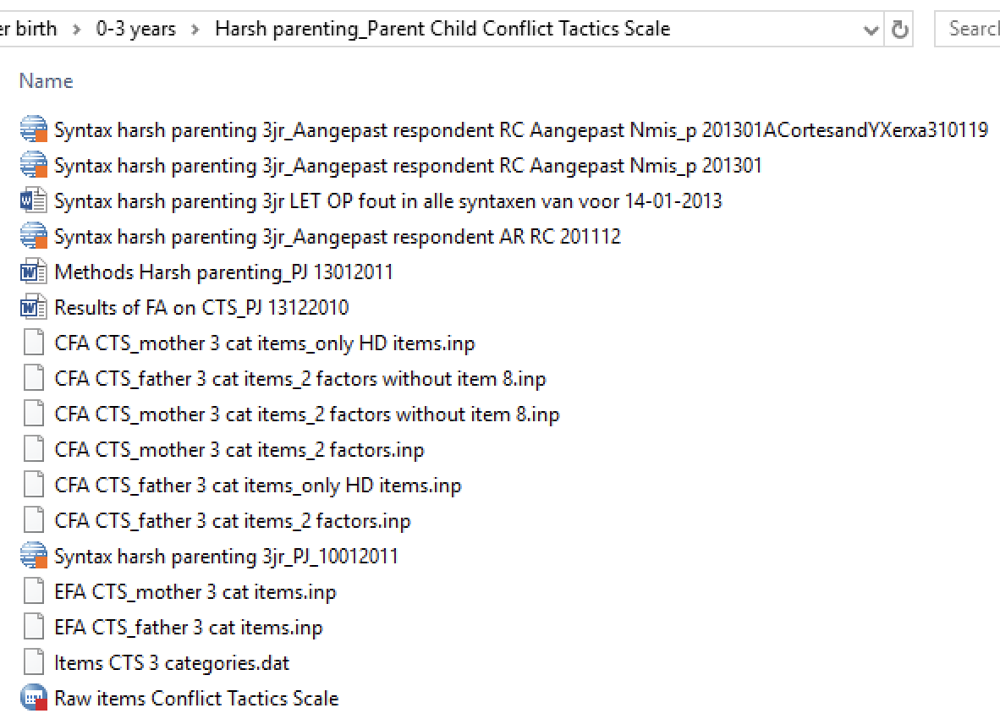 er birth > 0-3 years > Harsh parenting_Parent Child Conflict Tactics Scale
Search
Name
Syntax harsh parenting 3jr_Aangepast respondent RC Aangepast Nmis_p 201301ACortesandYXerxa310119
Syntax harsh parenting 3jr_Aangepast respondent RC Aangepast Nmis_p 201301
Syntax harsh parenting 3jr LET OP fout in alle syntaxen van voor 14-01-2013
Syntax harsh parenting 3jr_Aangepast respondent AR RC 201112
Methods Harsh parenting_PJ 13012011
Results of FA on CTS_PJ 13122010
CFA CTS_mother 3 cat items_only HD items.inp
CFA CTS_father 3 cat items_2 factors without item 8.inp
CFA CTS_mother 3 cat items_2 factors without item 8.inp
CFA CTS_mother 3 cat items_2 factors.inp
CFA CTS_father 3 cat items_only HD items.inp
CFA CTS_father 3 cat items_2 factors.inp
Syntax harsh parenting 3jr_PJ_10012011
EFA CTS_mother 3 cat items.inp
EFA CTS_father 3 cat items.inp
Items CTS 3 categories.dat
Raw items Conflict Tactics Scale